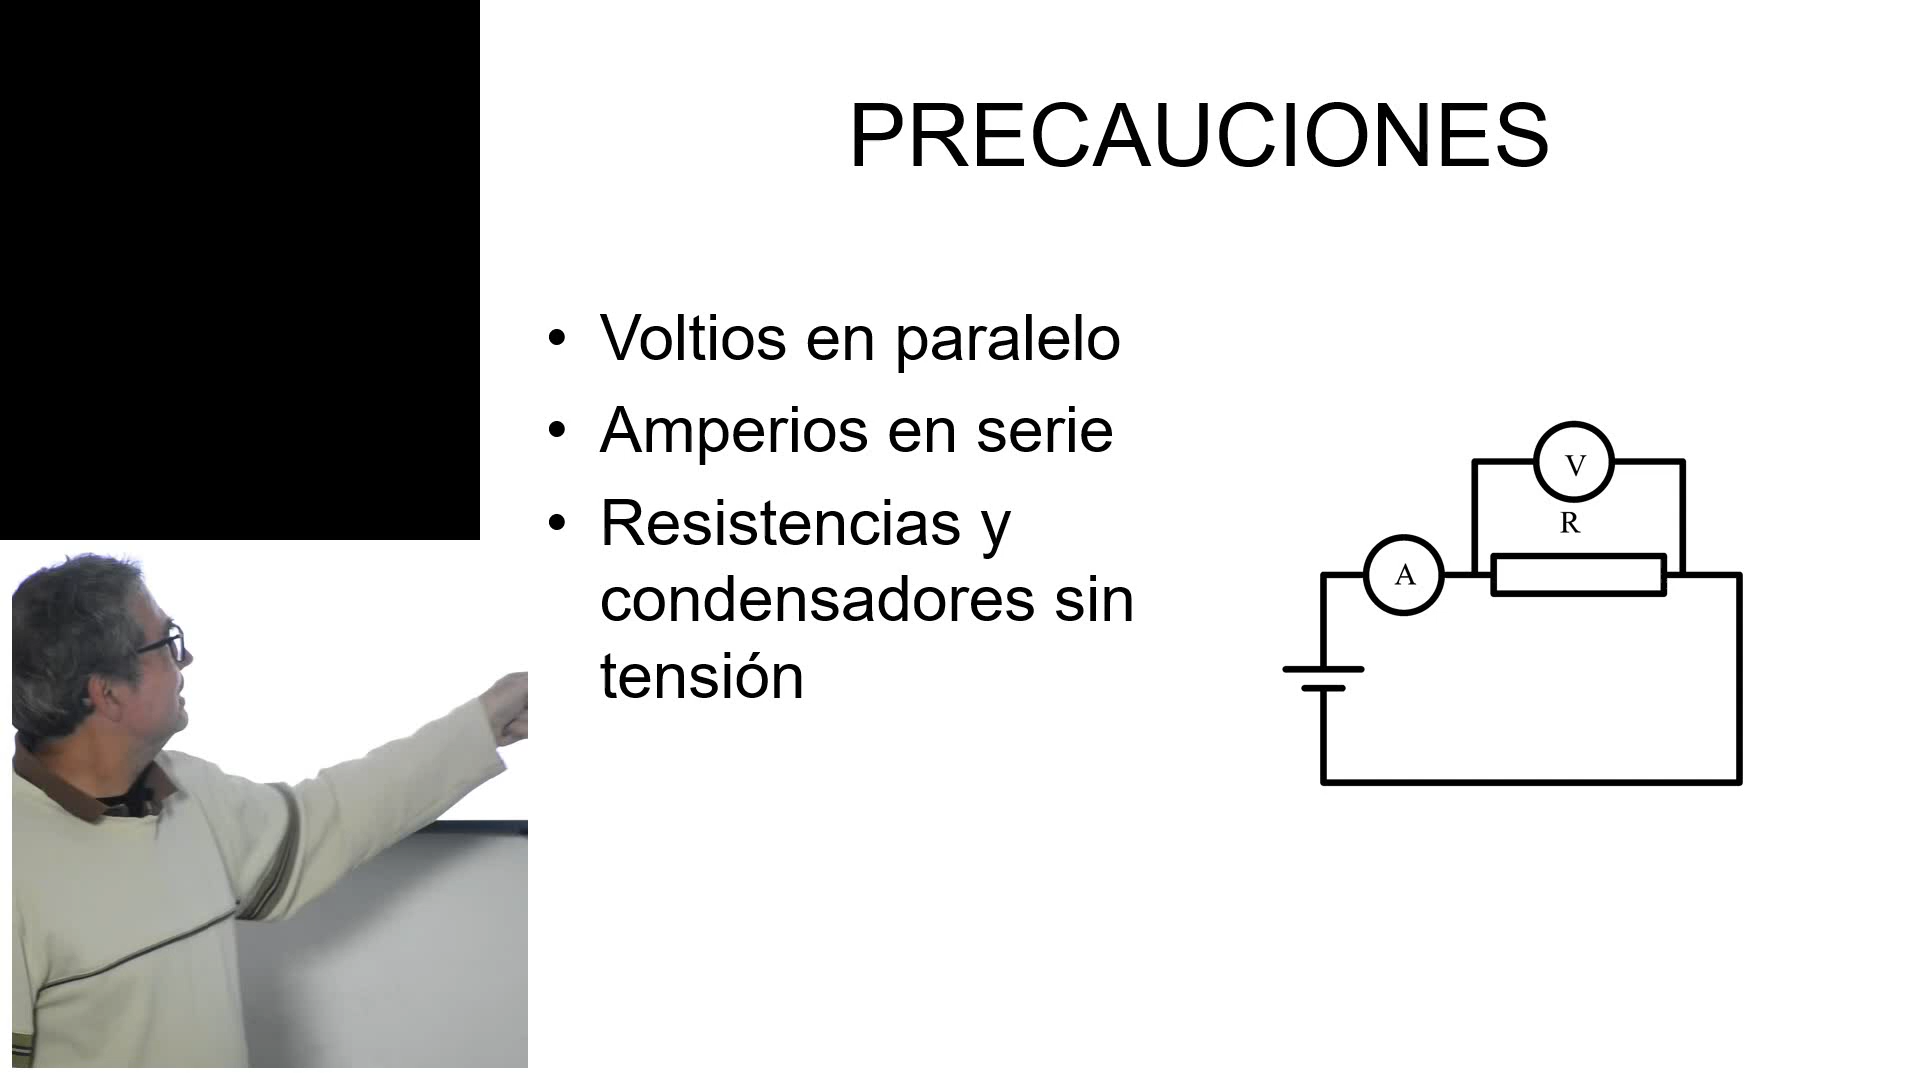 PRECAUCIONES
• Voltios en paralelo
• Amperios en serie
• Resistencias y
condensadores sin
tensión
V
R
A